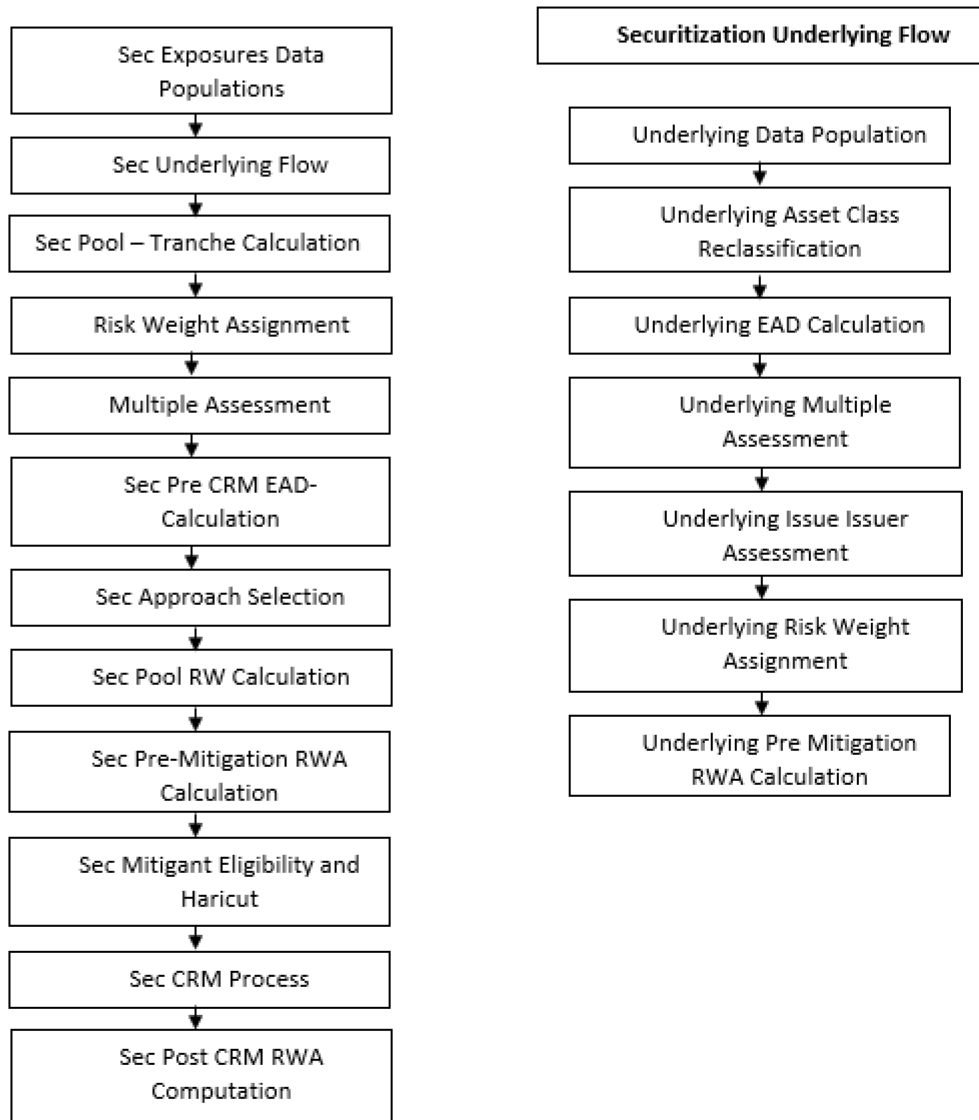 Sec Exposures Data
Populations
Sec Underlying Flow
Sec Pool – Tranche Calculation
Risk Weight Assignment
Multiple Assessment
Sec Pre CRM EAD-
Calculation
Sec Approach Selection
Sec Pool RW Calculation
Sec Pre-Mitigation RWA
Calculation
Sec Mitigant Eligibility and
Haricut
Sec CRM Process
Sec Post CRM RWA
Computation
Securitization Underlying Flow
Underlying Data Population
Underlying Asset Class
Reclassification
Underlying EAD Calculation
Underlying Multiple
Assessment
Underlying Issue Issuer
Assessment
Underlying Risk Weight
Assignment
Underlying Pre Mitigation
RWA Calculation